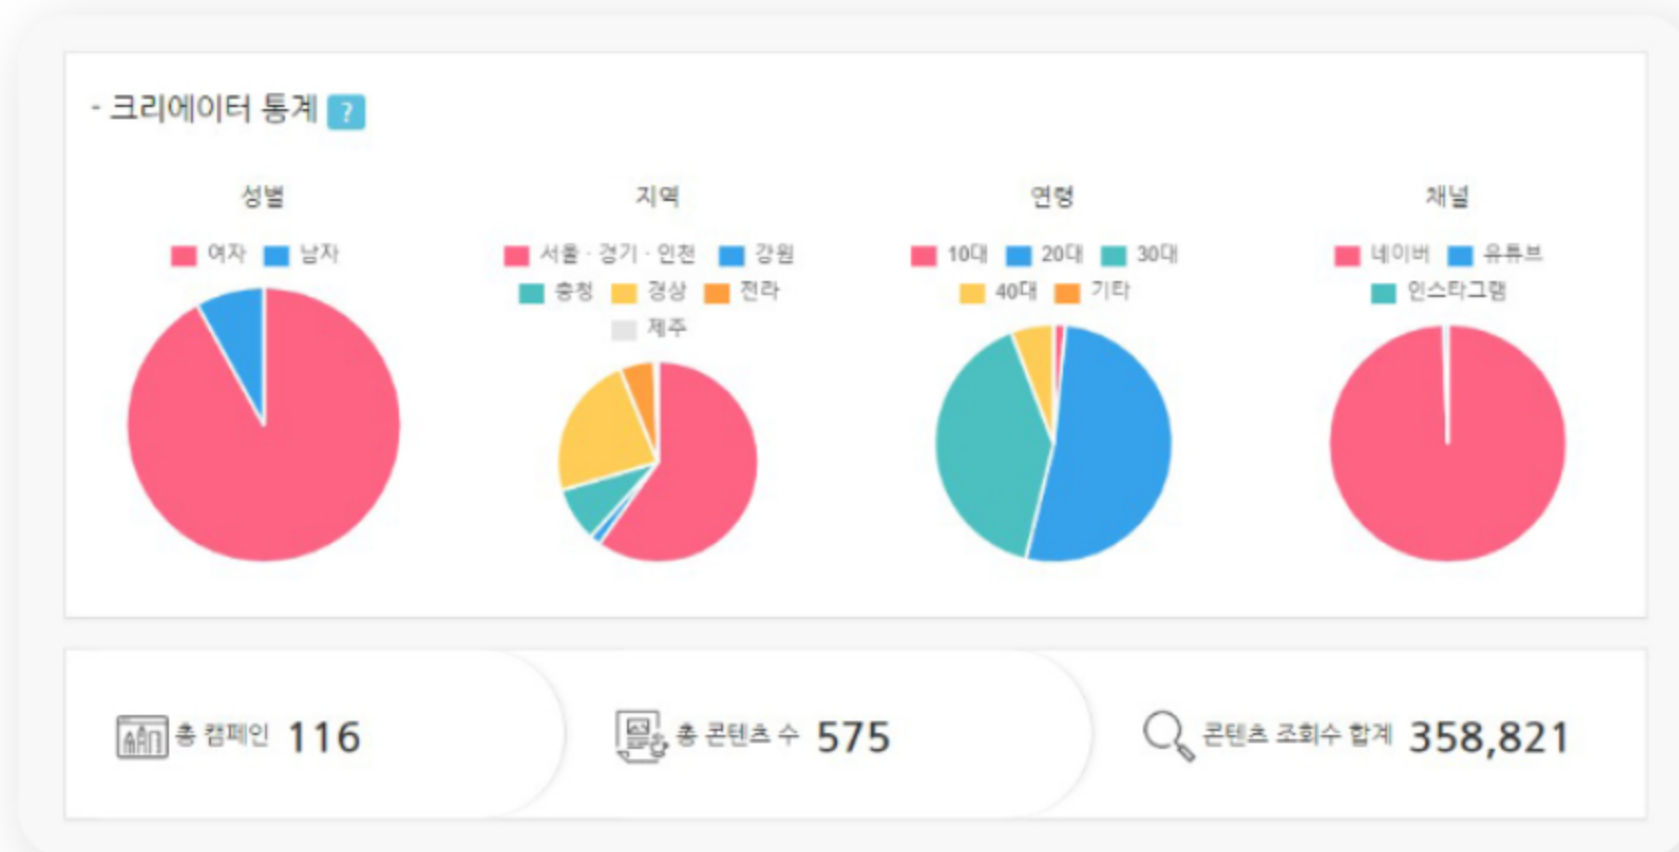 - 크리에이터 통계 ?
성별
여자 남자
지역
서울 · 경기 · 인천 강원
충청 경상 전라
제주
연령
10대 20대 30대
40대 기타
채널
네이버 유튜브
인스타그램
총 캠페인 116
총 콘텐츠 수 575
콘텐츠 조회수 합계 358,821